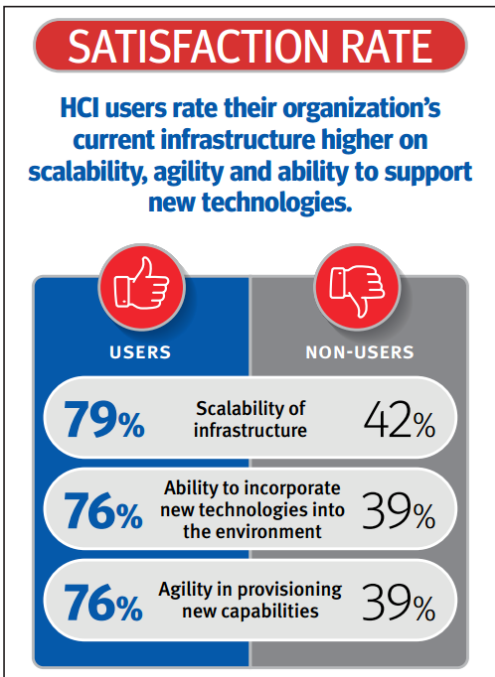 SATISFACTION RATE
HCI users rate their organization’s
current infrastructure higher on
scalability, agility and ability to support
new technologies.
USERS
NON-USERS
79%
Scalability of
infrastructure
42%
76%
Ability to incorporate
new technologies into
the environment
39%
76%
Agility in provisioning
new capabilities
39%